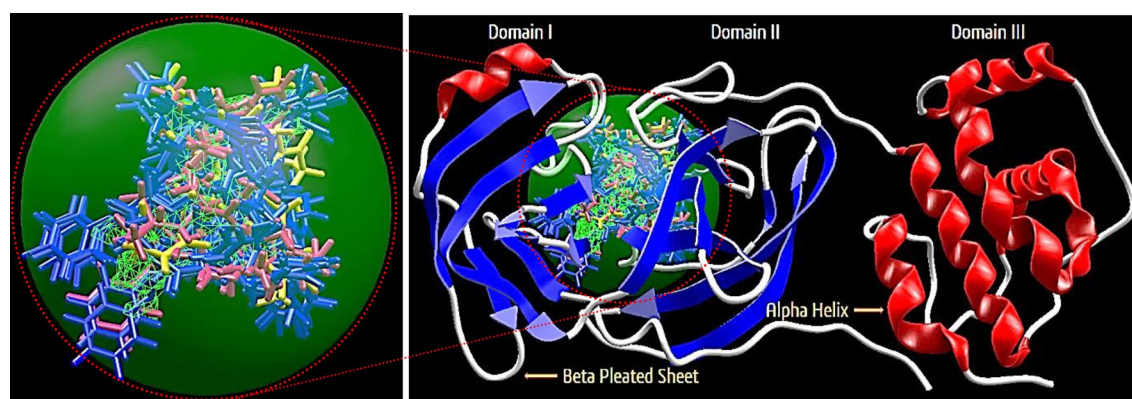 Domain I
Domain II
Domain III
Alpha Helix
Beta Pleated Sheet